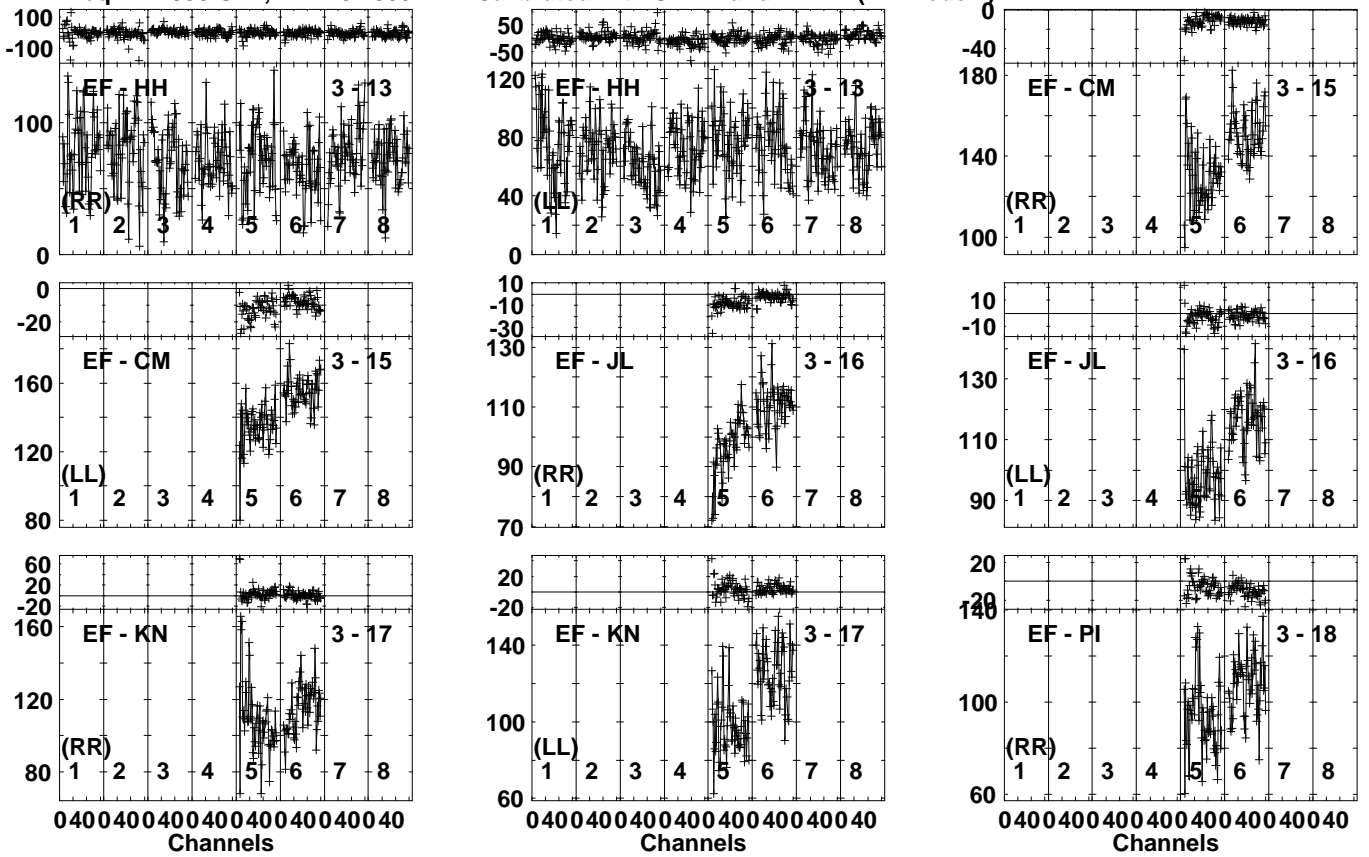 100
-100
EF - HH 3 - 13
100
(RR)
1 2 3 4 5 6 7 8
0
50
-50
120
EF - HH 3 - 13
80
40
(LL)
1 2 3 4 5 6 7 8
0
0
-40
180
EF - CM 3 - 15
140
(RR)
1 2 3 4 5 6 7 8
100
0
-20
EF - CM 3 - 15
160
120
(LL)
1 2 3 4 5 6 7 8
80
10
-10
-30
130
EF - JL 3 - 16
110
90
(RR)
1 2 3 4 5 6 7 8
70
10
-10
EF - JL 3 - 16
130
110
(LL)
90 1 2 3 4 5 6 7 8
60
20
-20
160 EF - KN 3 - 17
120
(RR)
80 1 2 3 4 5 6 7 8
0 40 0 40 0 40 0 40 0 40 0 40 0 40 0 40
Channels
20
-20
EF - KN 3 - 17
140
100
(LL)
1 2 3 4 5 6 7 8
60
0 40 0 40 0 40 0 40 0 40 0 40 0 40 0 40
Channels
20
-20
140
EF - PI 3 - 18
100
(RR)
1 2 3 4 5 6 7 8
60
0 40 0 40 0 40 0 40 0 40 0 40 0 40 0 40
Channels